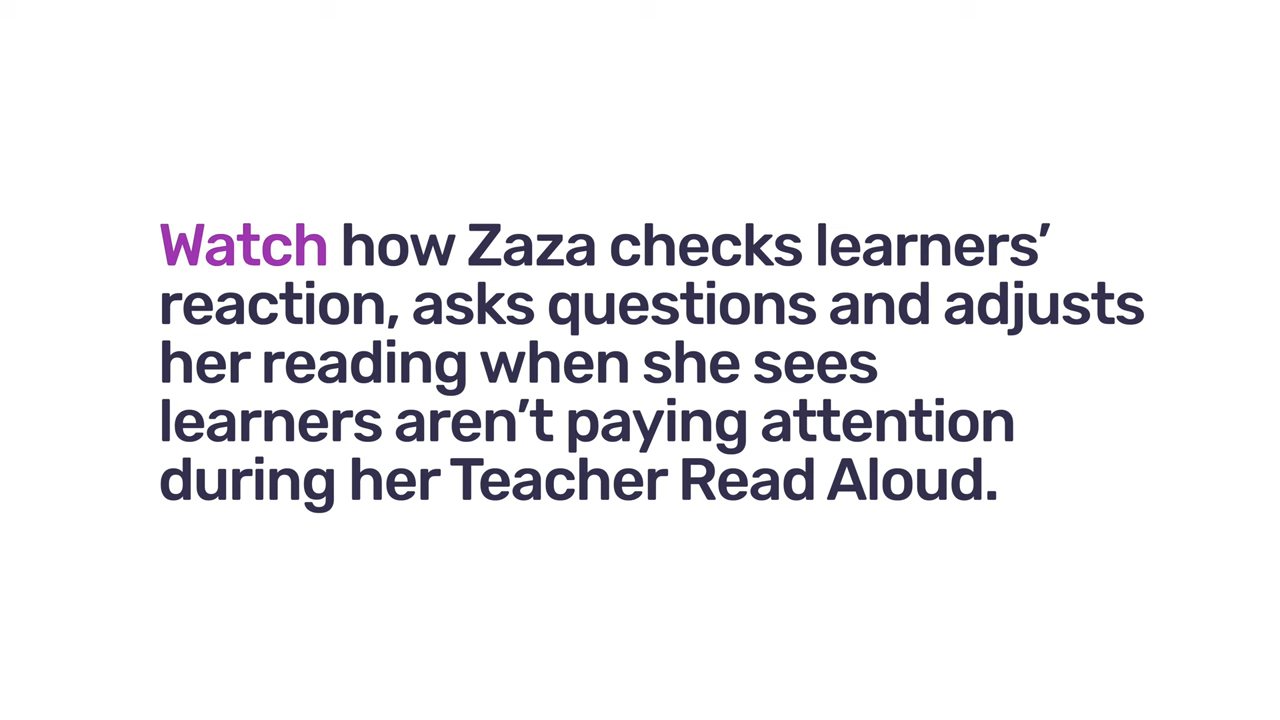 Watch how Zaza checks learners’
reaction, asks questions and adjusts
her reading when she sees
learners aren’t paying attention
during her Teacher Read Aloud.